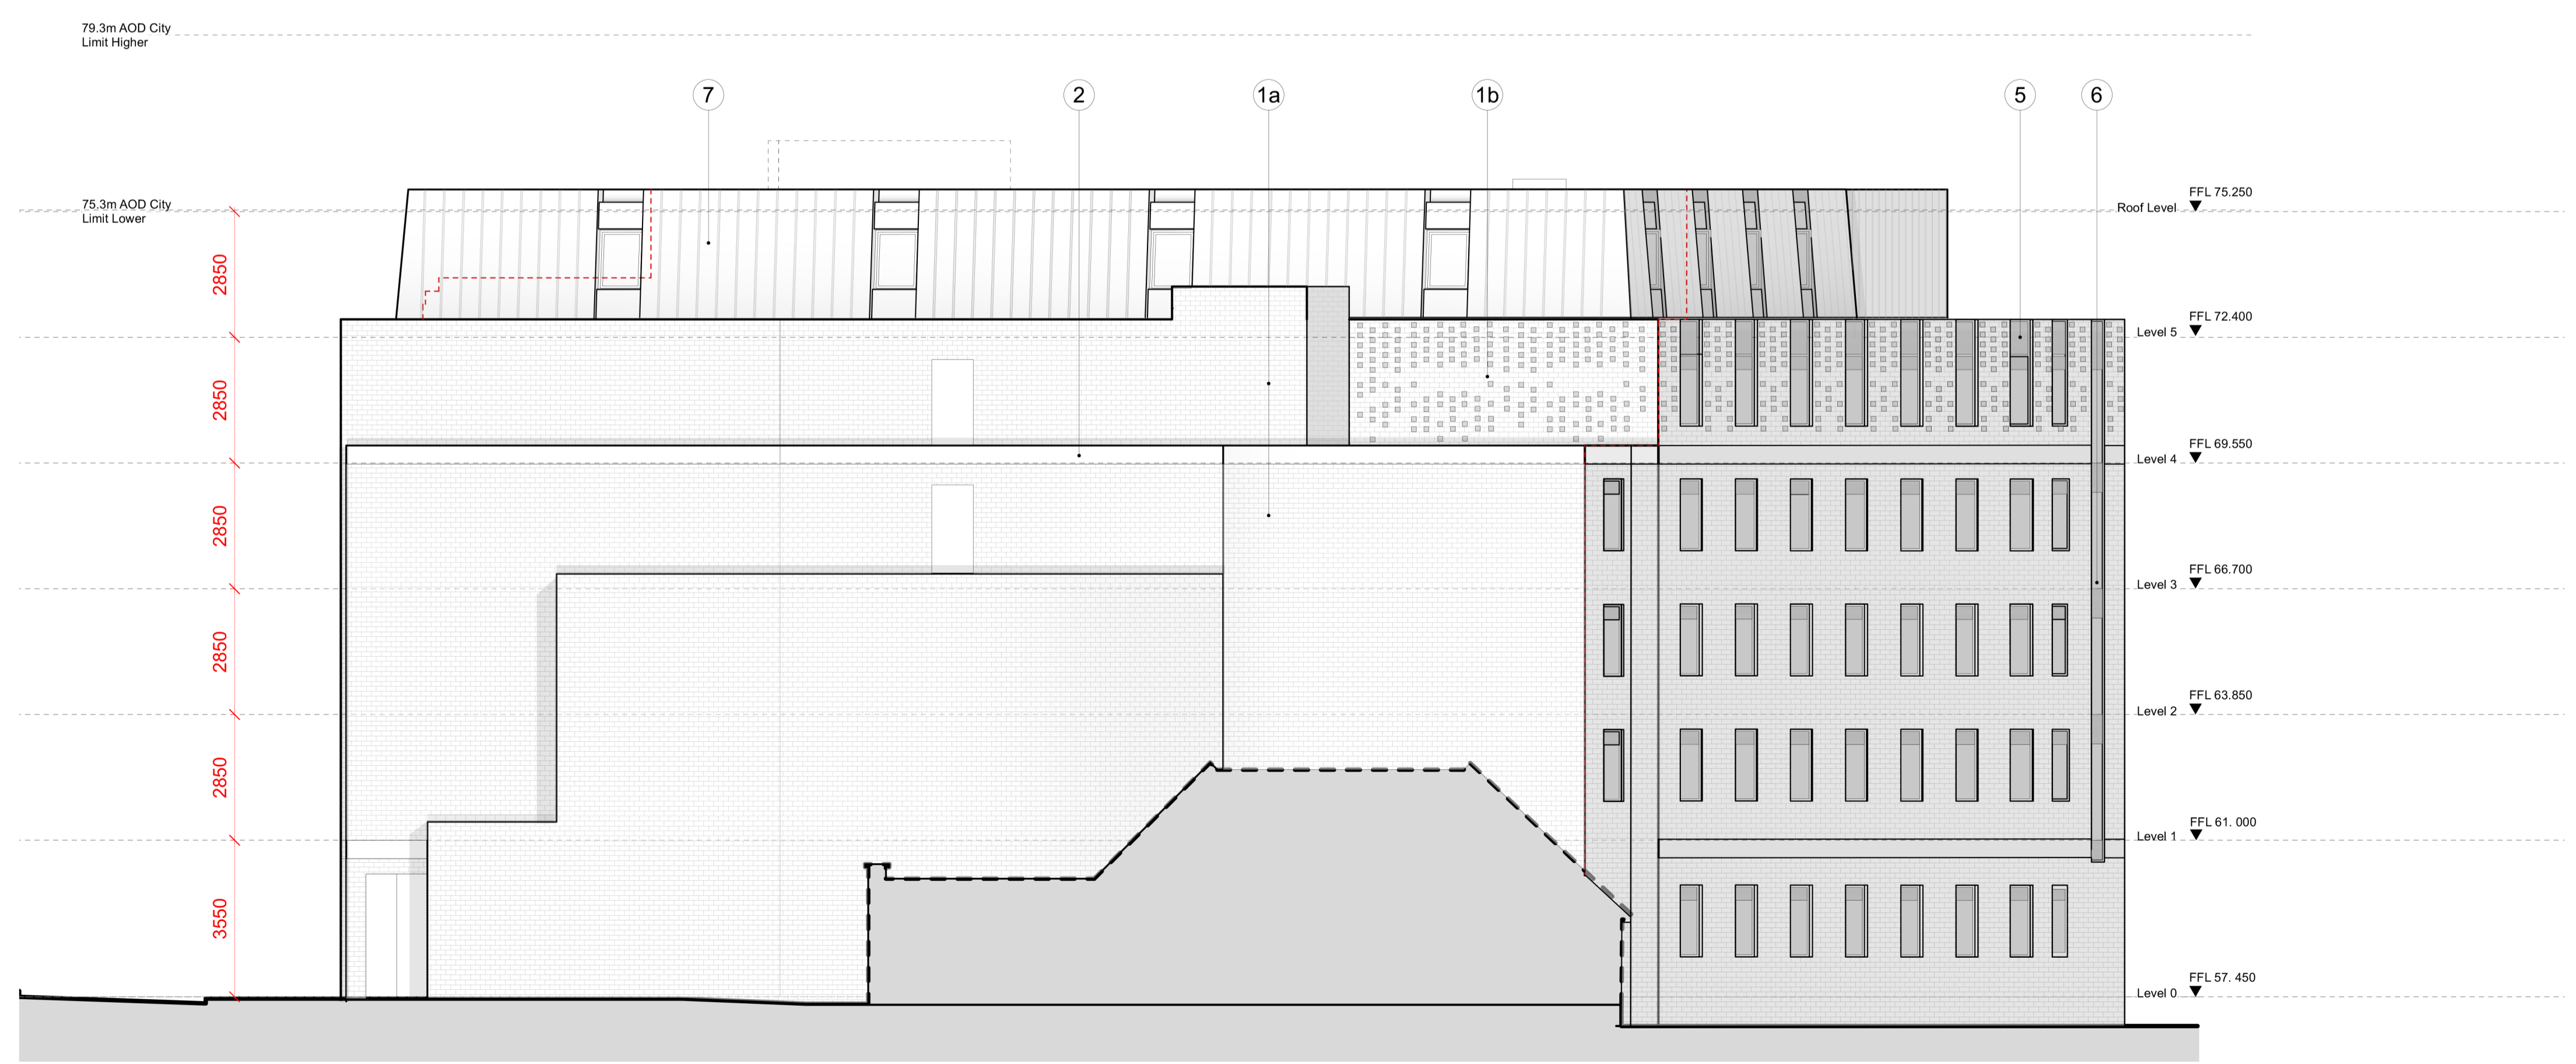 79.3m AOD City
Limit Higher
7
2
1a
1b
5
6
75.3m AOD City
Limit Lower
Roof Level
FFL 75.250
2850
Level 5
FFL 72.400
2850
Level 4
FFL 69.550
2850
Level 3
FFL 66.700
2850
Level 2
FFL 63.850
2850
Level 1
FFL 61. 000
3550
Level 0
FFL 57. 450